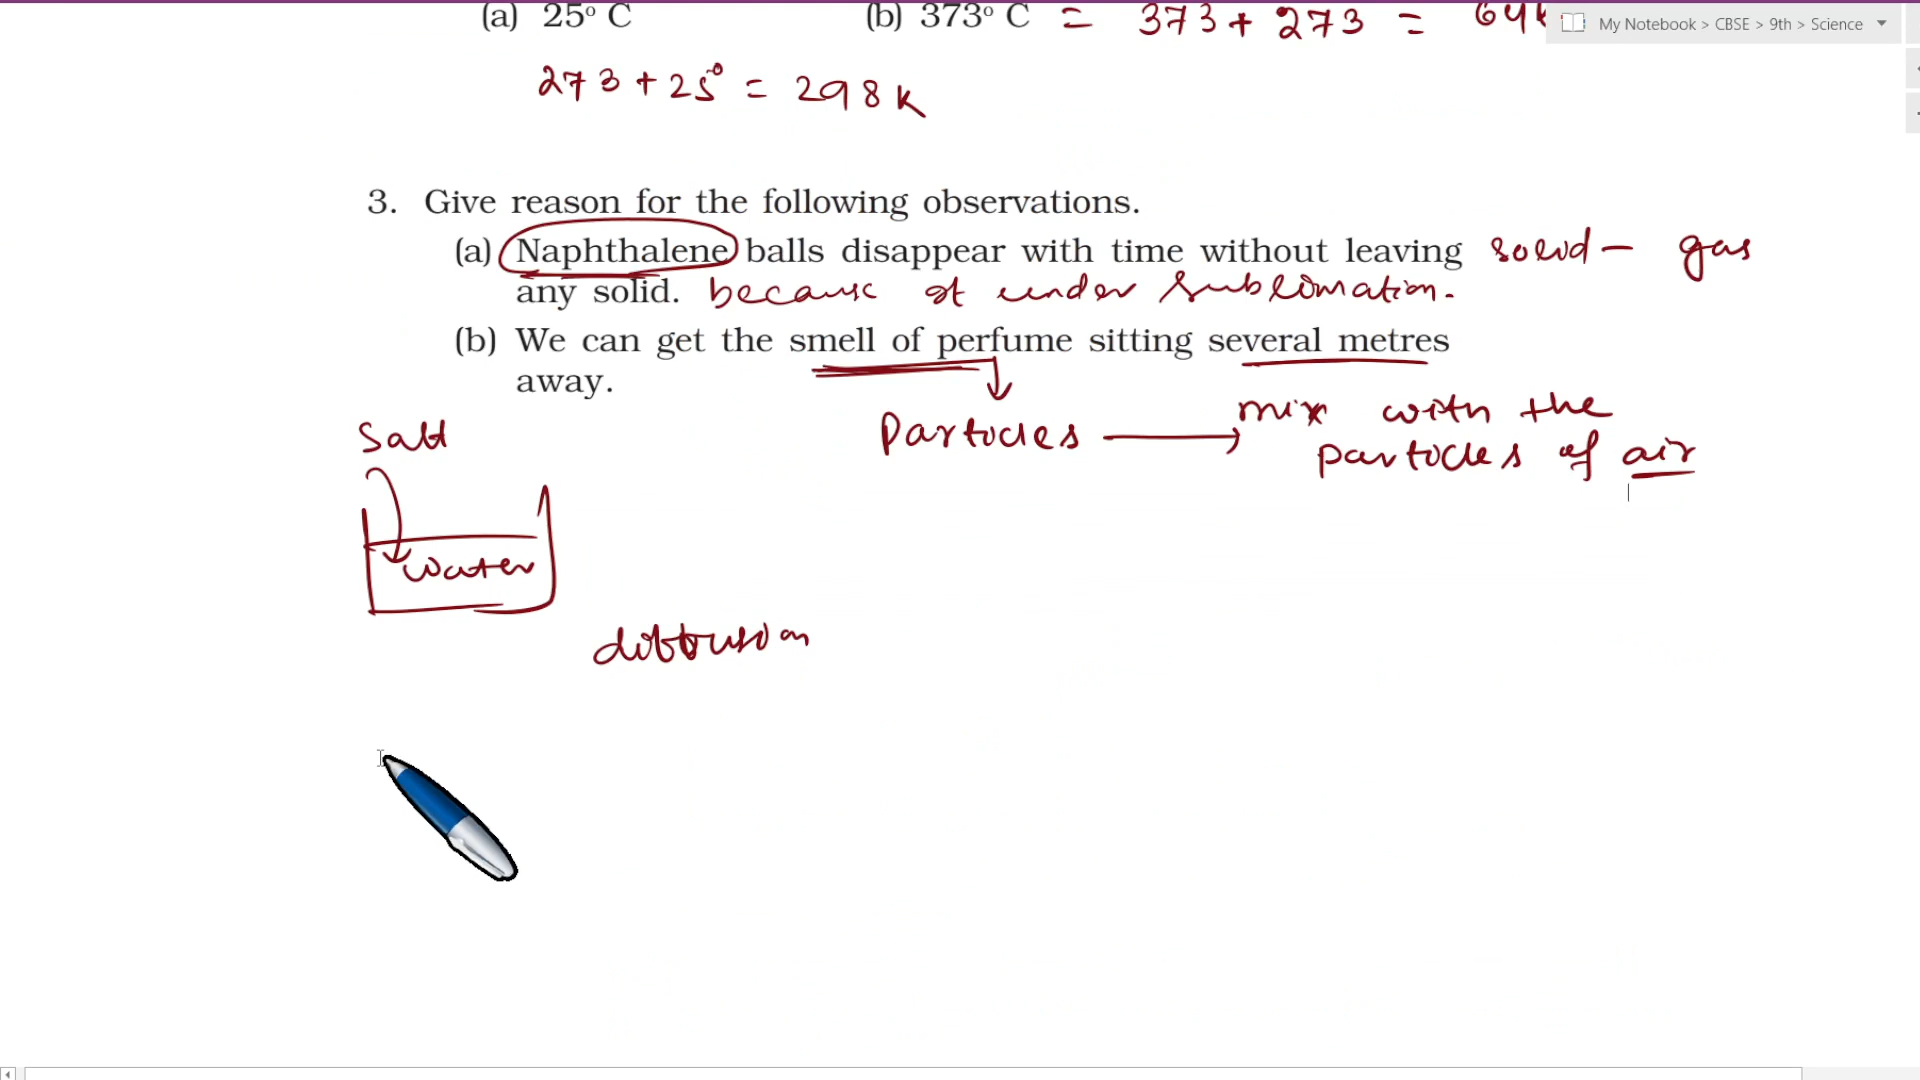 (a) 25° C (b) 373° C = 373 + 273 =
My Notebook > CBSE > 9th > Science
273 + 25° = 298 K
3. Give reason for the following observations.
(a) Naphthalene balls disappear with time without leaving solid – gas
any solid. because it under sublimation.
(b) We can get the smell of perfume sitting several metres
away.
Salt
Particles → mix with the
particles of air
water
diffusion